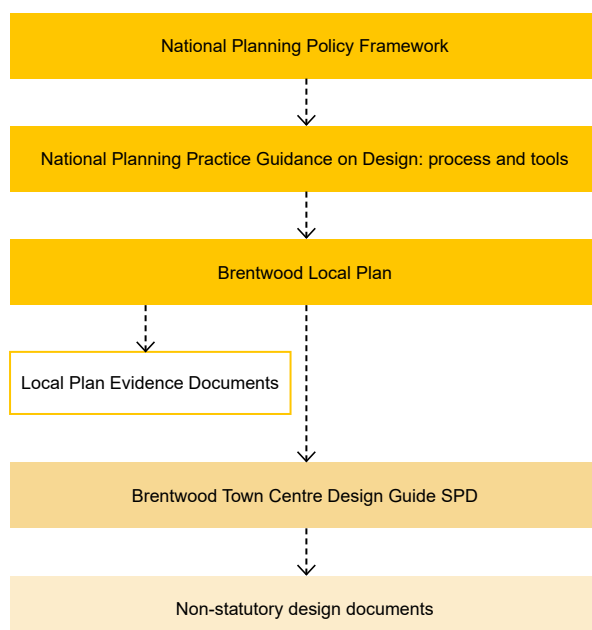 National Planning Policy Framework
National Planning Practice Guidance on Design: process and tools
Brentwood Local Plan
Local Plan Evidence Documents
Brentwood Town Centre Design Guide SPD
Non-statutory design documents